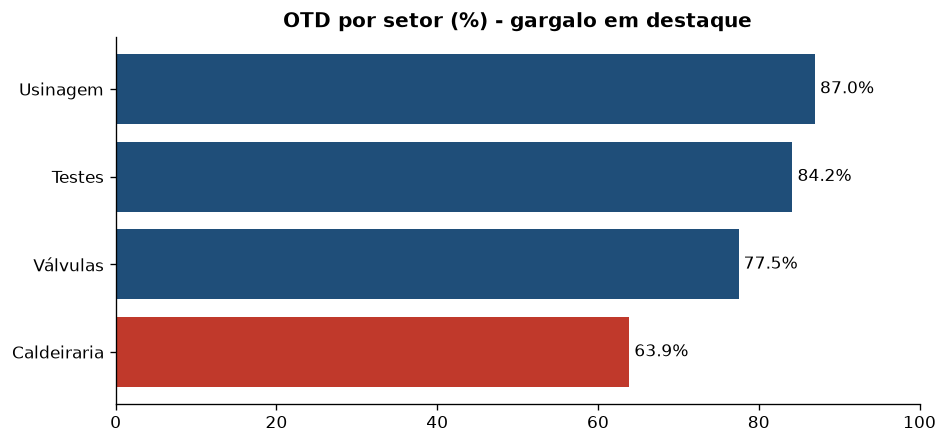 OTD por setor (%) - gargalo em destaque
Usinagem 87.0%
Testes 84.2%
Válvulas 77.5%
Caldeiraria 63.9%
0 20 40 60 80 100